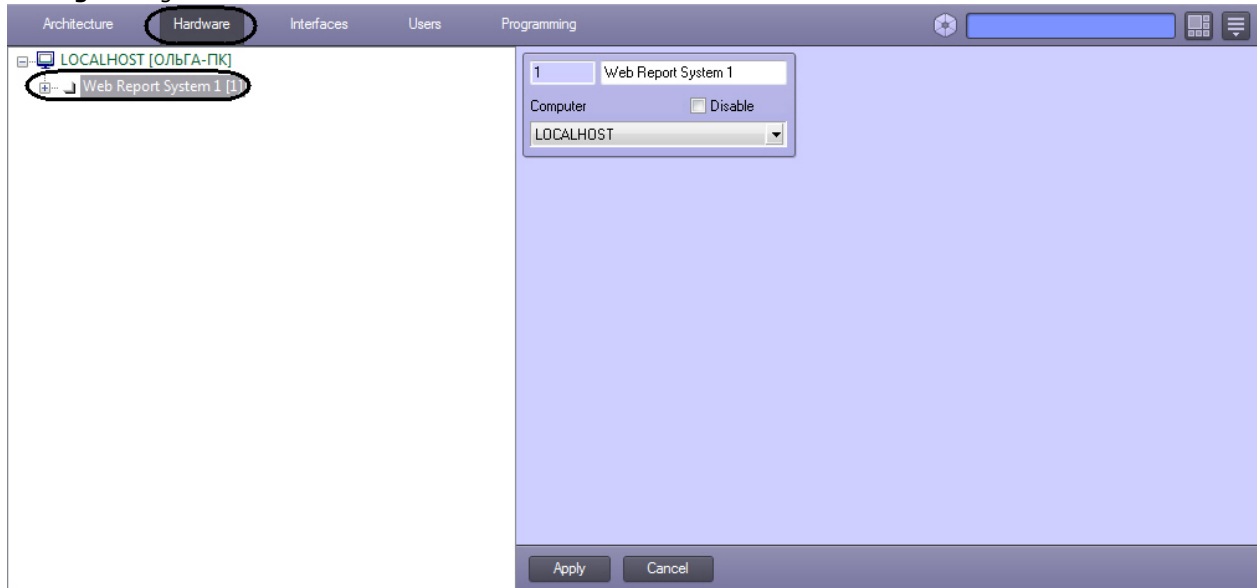 Architecture Hardware Interfaces Users Programming
LOCALHOST [ОЛЬГА-ПК]
Web Report System 1 [1]
1 Web Report System 1
Computer Disable
LOCALHOST
Apply Cancel